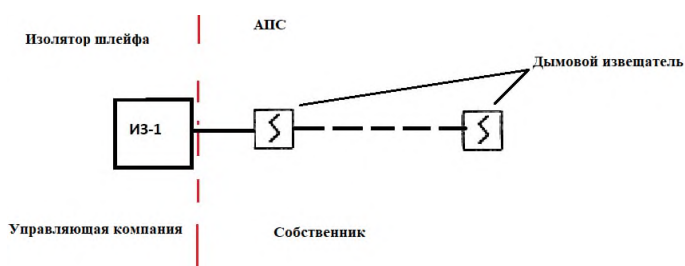 АПС
Изолятор шлейфа
Дымовой извещатель
ИЗ-1
Управляющая компания
Собственник